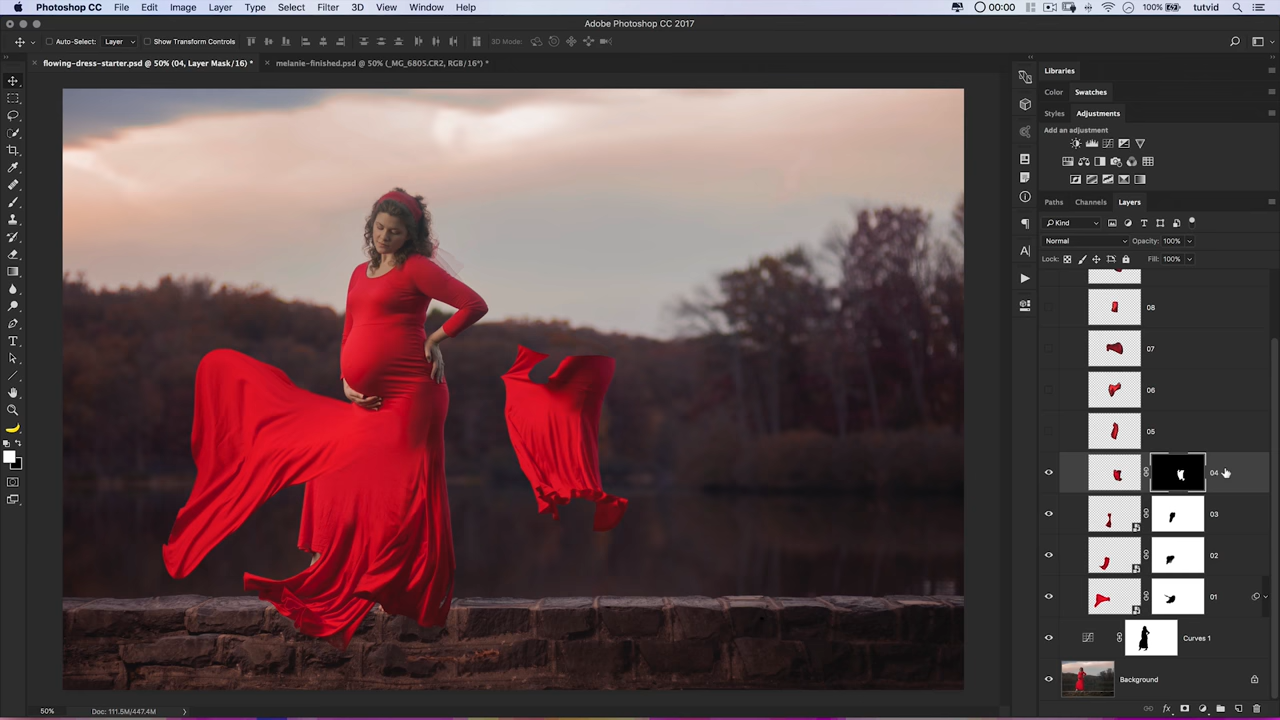 Photoshop CC File Edit Image Layer Type Select Filter 3D View Window Help 00:00 100% tutvid
Adobe Photoshop CC 2017
Auto-Select: Layer Show Transform Controls 3D Mode:
flowing-dress-starter.psd @ 50% (04, Layer Mask/16) * × melanie-finished.psd @ 50% (_MG_6805.CR2, RGB/16*) *
Libraries
Color Swatches
Styles Adjustments
Add an adjustment
Paths Channels Layers
Kind
Normal Opacity: 100%
Lock: Fill: 100%
08
07
06
05
04
03
02
01
Curves 1
Background
50% Doc: 111.5M/447.4M